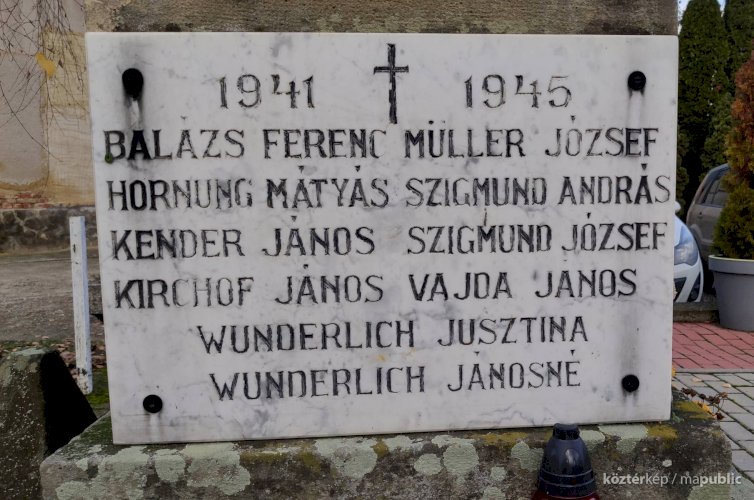 1941 1945
BALÁZS FERENC MÜLLER JÓZSEF
HORNUNG MÁTYÁS SZIGMUND ANDRÁS
KENDER JÁNOS SZIGMUND JÓZSEF
KIRCHOF JÁNOS VAJDA JÁNOS
WUNDERLICH JUSZTINA
WUNDERLICH JÁNOSNÉ
köztérkép / mapublic